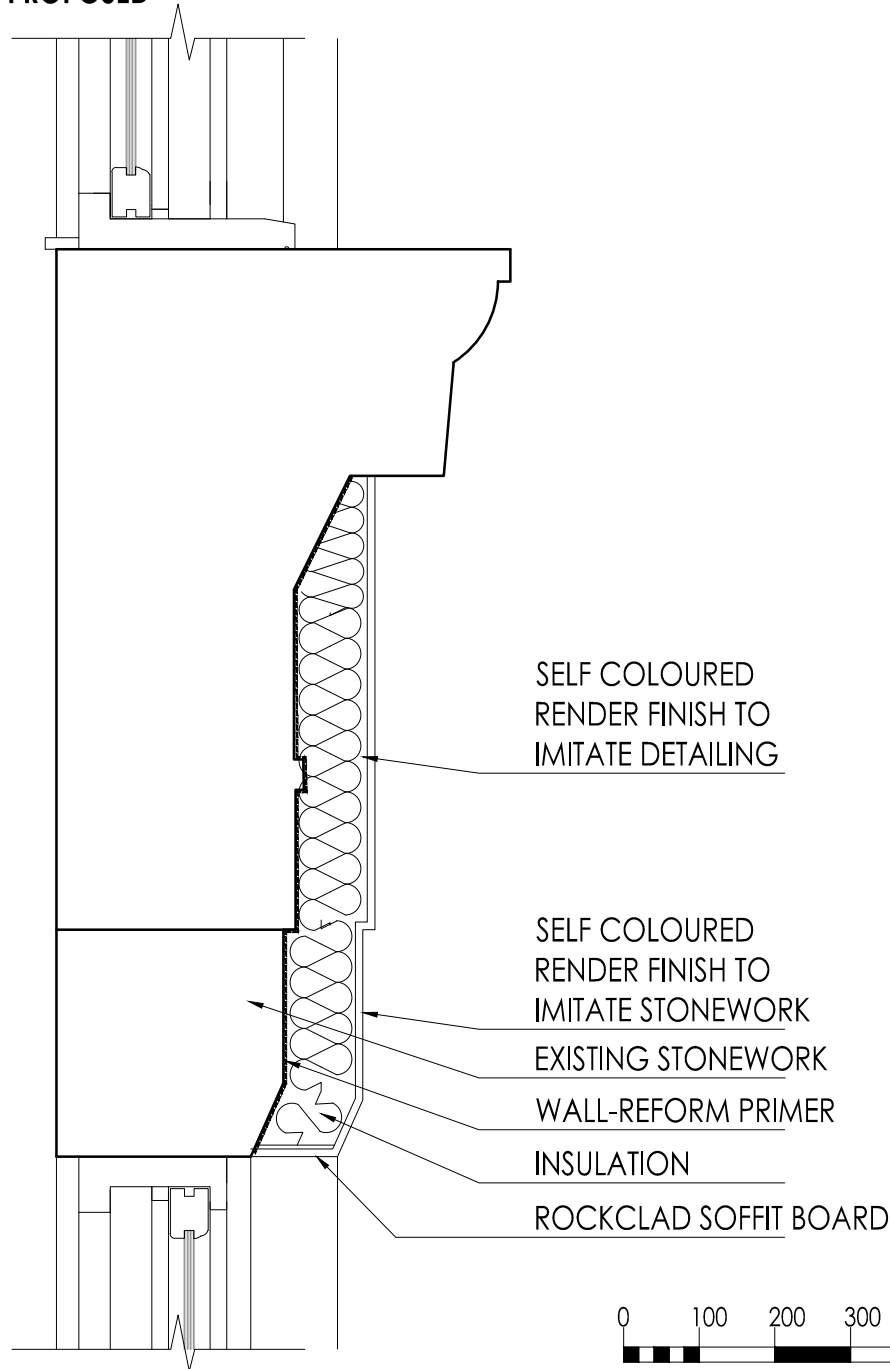 PROPOSED
SELF COLOURED
RENDER FINISH TO
IMITATE DETAILING
SELF COLOURED
RENDER FINISH TO
IMITATE STONEWORK
EXISTING STONEWORK
WALL-REFORM PRIMER
INSULATION
ROCKCLAD SOFFIT BOARD
0 100 200 300